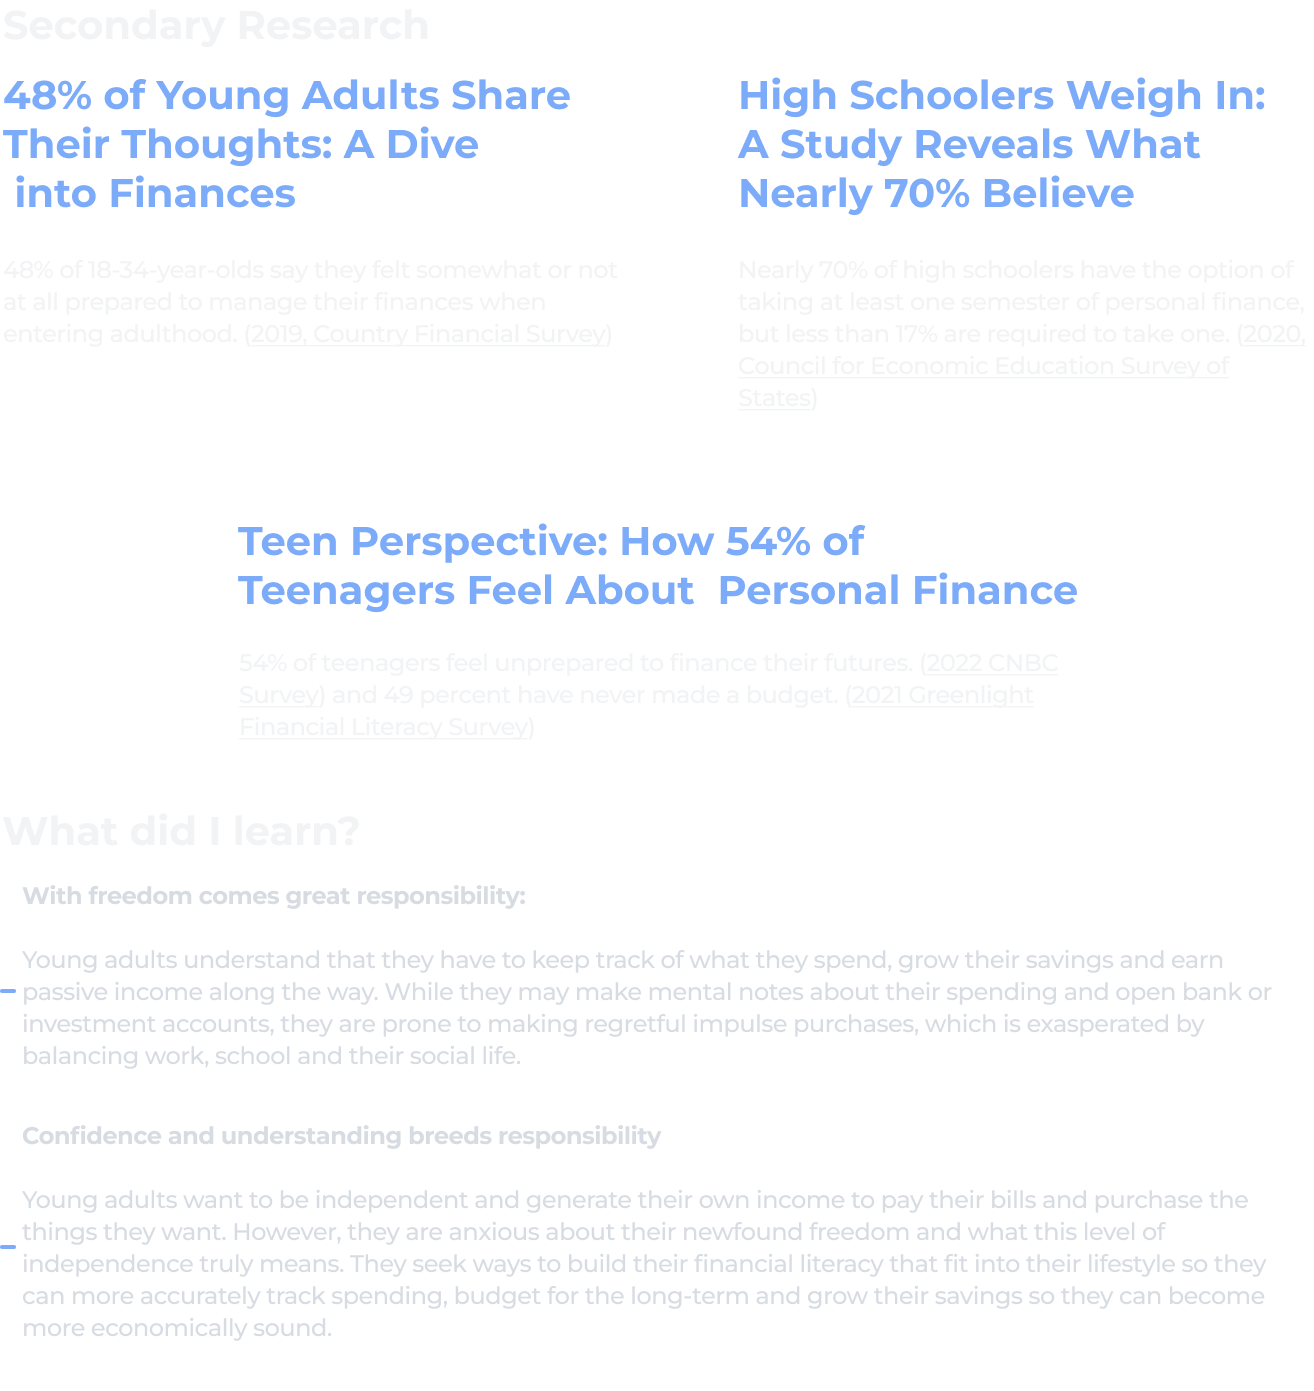 Secondary Research
48% of Young Adults Share
Their Thoughts: A Dive
into Finances
48% of 18-34-year-olds say they felt somewhat or not
at all prepared to manage their finances when
entering adulthood. (2019, Country Financial Survey)
High Schoolers Weigh In:
A Study Reveals What
Nearly 70% Believe
Nearly 70% of high schoolers have the option of
taking at least one semester of personal finance,
but less than 17% are required to take one. (2020,
Council for Economic Education Survey of
States)
Teen Perspective: How 54% of
Teenagers Feel About  Personal Finance
54% of teenagers feel unprepared to finance their futures. (2022 CNBC
Survey) and 49 percent have never made a budget. (2021 Greenlight
Financial Literacy Survey)
What did I learn?
With freedom comes great responsibility:
Young adults understand that they have to keep track of what they spend, grow their savings and earn
passive income along the way. While they may make mental notes about their spending and open bank or
investment accounts, they are prone to making regretful impulse purchases, which is exasperated by
balancing work, school and their social life.
Confidence and understanding breeds responsibility
Young adults want to be independent and generate their own income to pay their bills and purchase the
things they want. However, they are anxious about their newfound freedom and what this level of
independence truly means. They seek ways to build their financial literacy that fit into their lifestyle so they
can more accurately track spending, budget for the long-term and grow their savings so they can become
more economically sound.